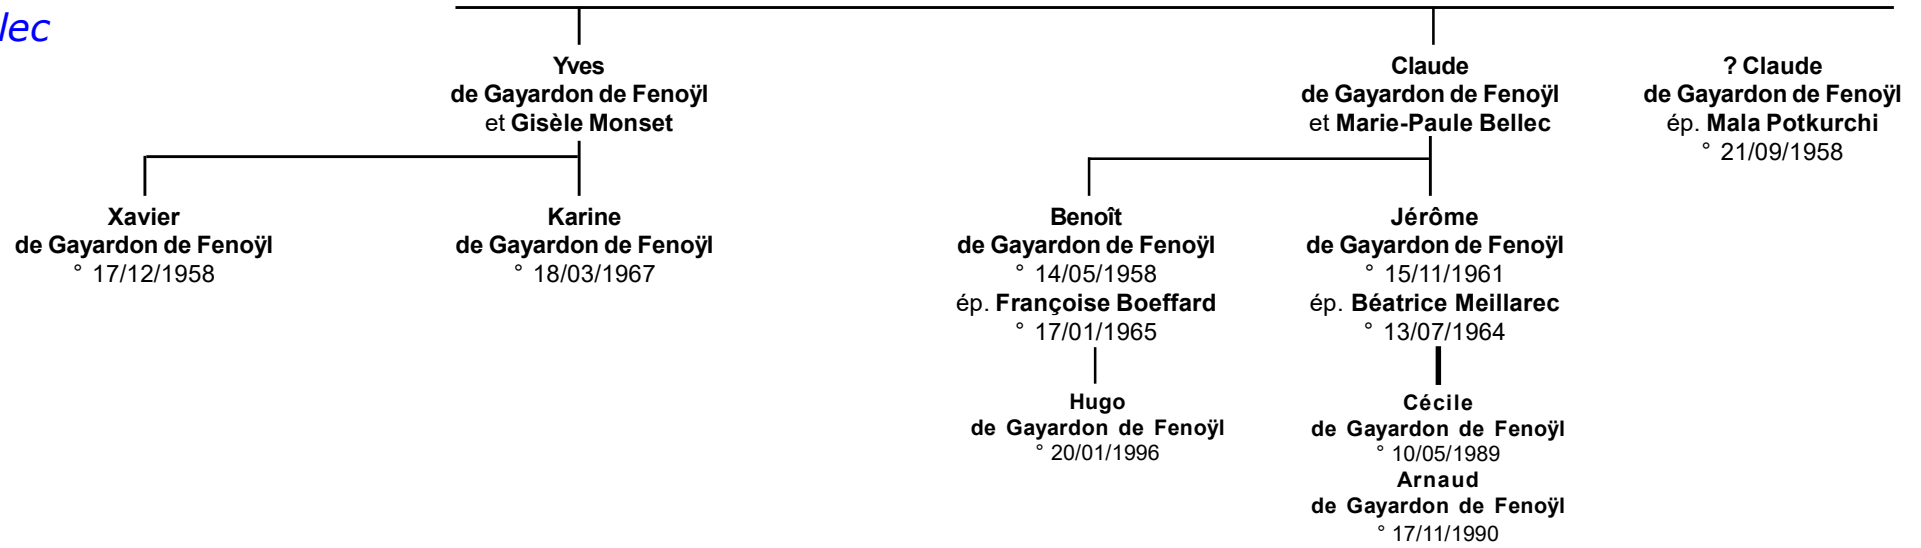 lec
Yves
de Gayardon de Fenoÿl
et Gisèle Monset
Claude
de Gayardon de Fenoÿl
et Marie-Paule Bellec
? Claude
de Gayardon de Fenoÿl
ép. Mala Potkurchi
° 21/09/1958
Xavier
de Gayardon de Fenoÿl
° 17/12/1958
Karine
de Gayardon de Fenoÿl
° 18/03/1967
Benoît
de Gayardon de Fenoÿl
° 14/05/1958
ép. Françoise Boeffard
° 17/01/1965
Jérôme
de Gayardon de Fenoÿl
° 15/11/1961
ép. Béatrice Meillarec
° 13/07/1964
Hugo
de Gayardon de Fenoÿl
° 20/01/1996
Cécile
de Gayardon de Fenoÿl
° 10/05/1989
Arnaud
de Gayardon de Fenoÿl
° 17/11/1990